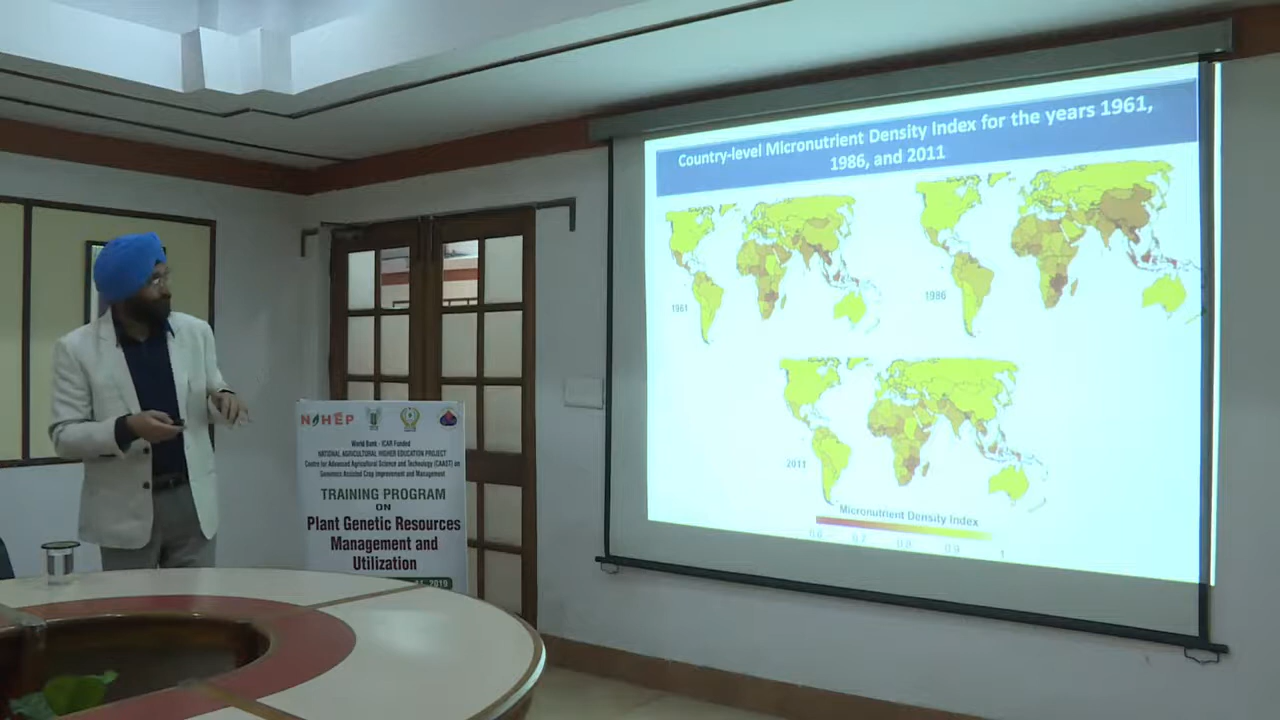 Country-level Micronutrient Density Index for the years 1961,
1986, and 2011
1961
1986
2011
Micronutrient Density Index
0.6 0.7 0.8 0.9 1
NAHEP
World Bank - ICAR Funded
NATIONAL AGRICULTURAL HIGHER EDUCATION PROJECT
Centre for Advanced Agricultural Science and Technology (CAAST) on
Genomics Assisted Crop Improvement and Management
TRAINING PROGRAM
ON
Plant Genetic Resources
Management and
Utilization
2019